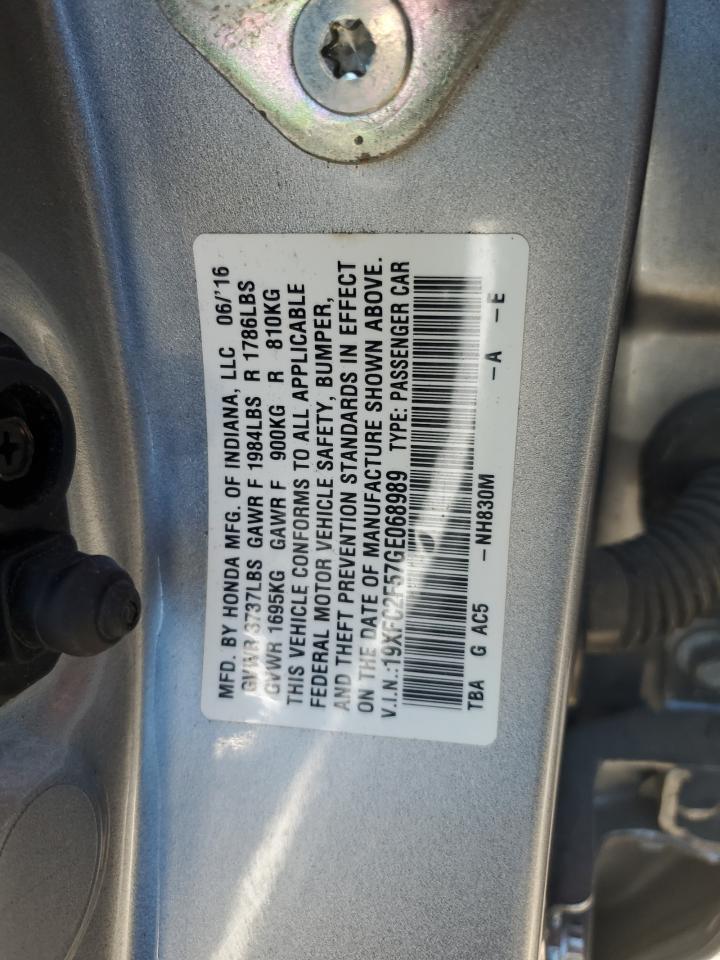 MFD. BY HONDA MFG. OF INDIANA, LLC 06/'16
GVWR 3737LBS GAWR F 1984LBS R 1786LBS
GVWR 1695KG GAWR F 900KG R 810KG
THIS VEHICLE CONFORMS TO ALL APPLICABLE
FEDERAL MOTOR VEHICLE SAFETY, BUMPER,
AND THEFT PREVENTION STANDARDS IN EFFECT
ON THE DATE OF MANUFACTURE SHOWN ABOVE.
V.I.N.:19XFC2F57GE068989 TYPE: PASSENGER CAR
TBA G AC5 -NH830M -A -E